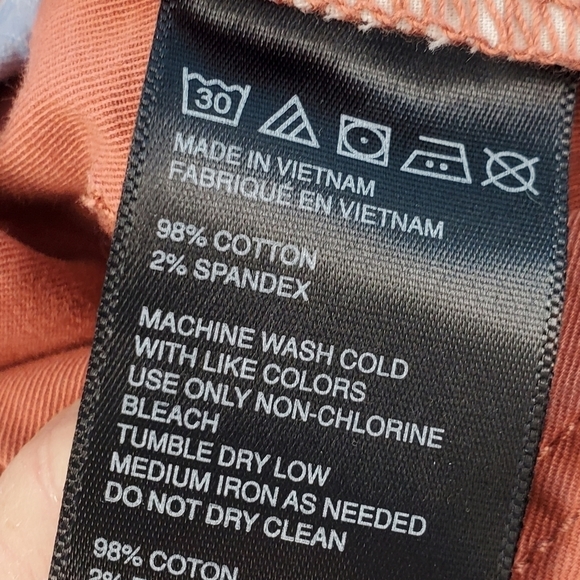 30
MADE IN VIETNAM
FABRIQUÉ EN VIETNAM
98% COTTON
2% SPANDEX
MACHINE WASH COLD
WITH LIKE COLORS
USE ONLY NON-CHLORINE
BLEACH
TUMBLE DRY LOW
MEDIUM IRON AS NEEDED
DO NOT DRY CLEAN
98% COTON
2%